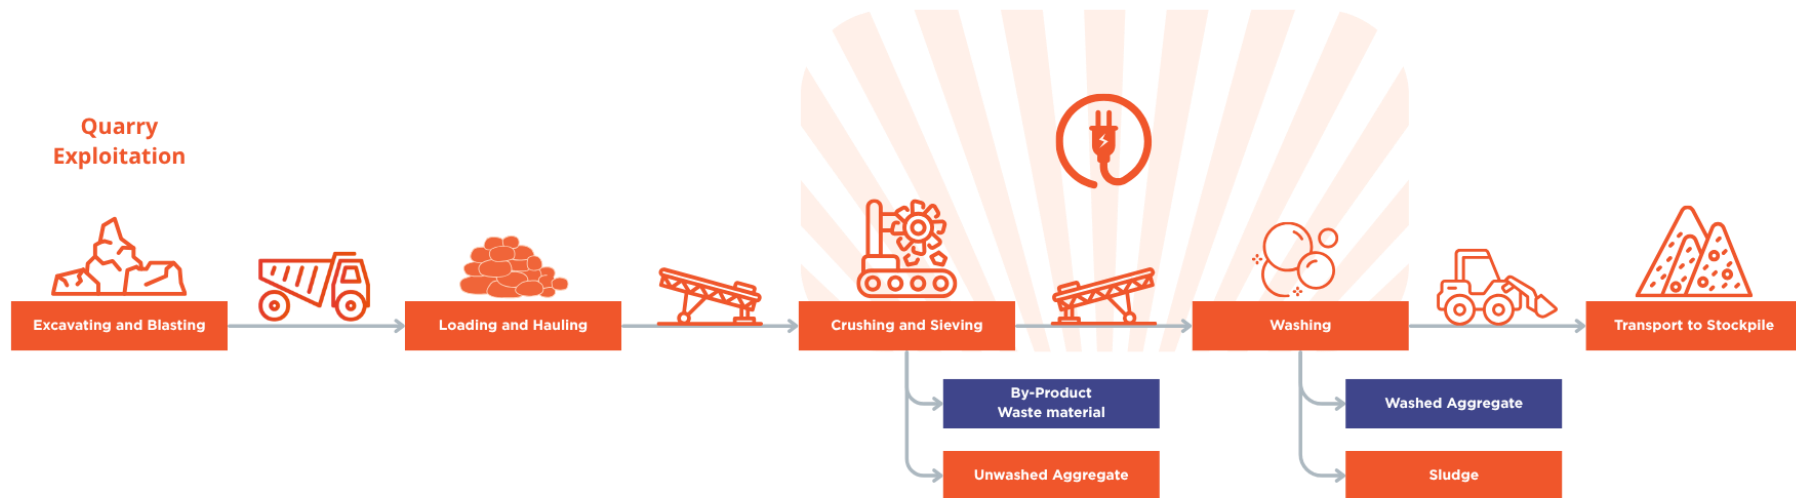 Quarry
Exploitation
Excavating and Blasting
Loading and Hauling
Crushing and Sieving
Washing
Transport to Stockpile
By-Product
Waste material
Washed Aggregate
Unwashed Aggregate
Sludge